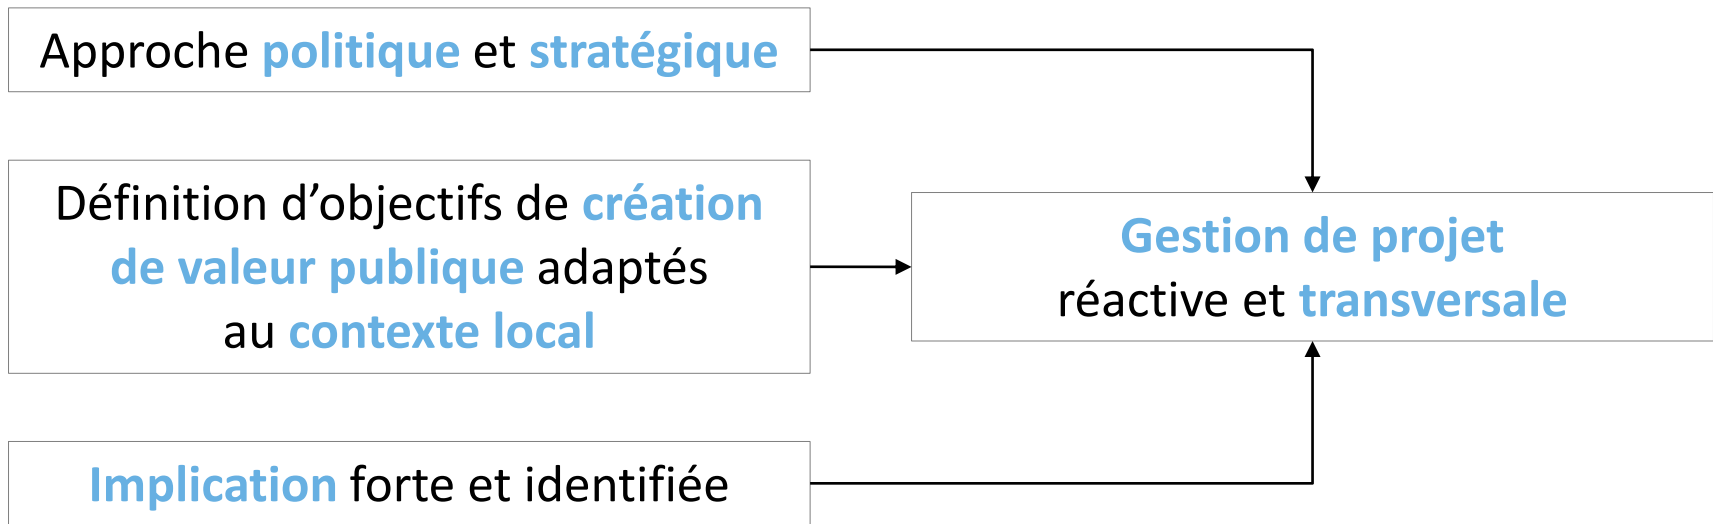 Approche politique et stratégique
Définition d’objectifs de création
de valeur publique adaptés
au contexte local
Gestion de projet
réactive et transversale
Implication forte et identifiée